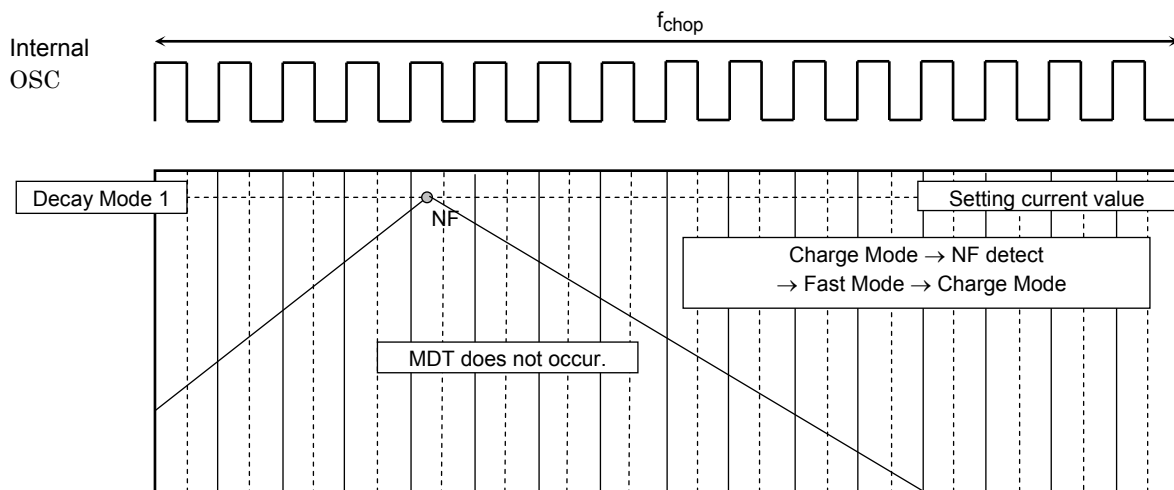 fchop
Internal
OSC
Decay Mode 1
NF
Setting current value
Charge Mode → NF detect
→ Fast Mode → Charge Mode
MDT does not occur.